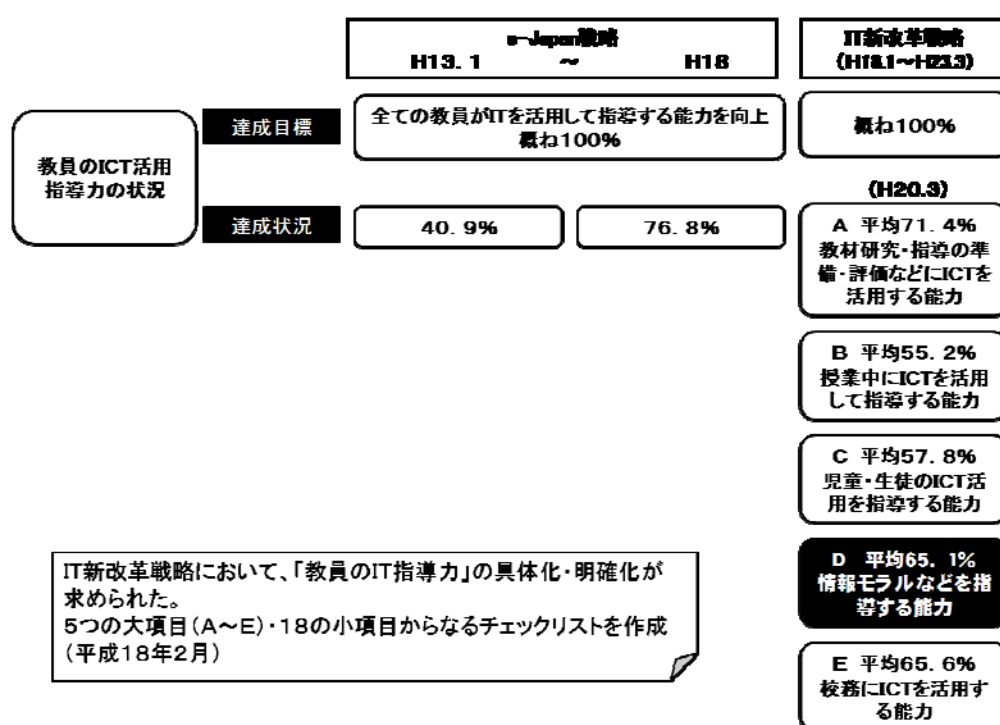 e-Japan戦略
H13.1 ～ H18
IT新改革戦略
(H18.1～H23.3)
教員のICT活用
指導力の状況
達成目標
全ての教員がITを活用して指導する能力を向上
概ね100%
概ね100%
達成状況
40.9%
76.8%
(H20.3)
A 平均71.4%
教材研究・指導の準
備・評価などにICTを
活用する能力
B 平均55.2%
授業中にICTを活用
して指導する能力
C 平均57.8%
児童・生徒のICT活
用を指導する能力
D 平均65.1%
情報モラルなどを指
導する能力
E 平均65.6%
校務にICTを活用す
る能力
IT新改革戦略において、「教員のIT指導力」の具体化・明確化が
求められた。
5つの大項目(A～E)・18の小項目からなるチェックリストを作成
(平成18年2月)